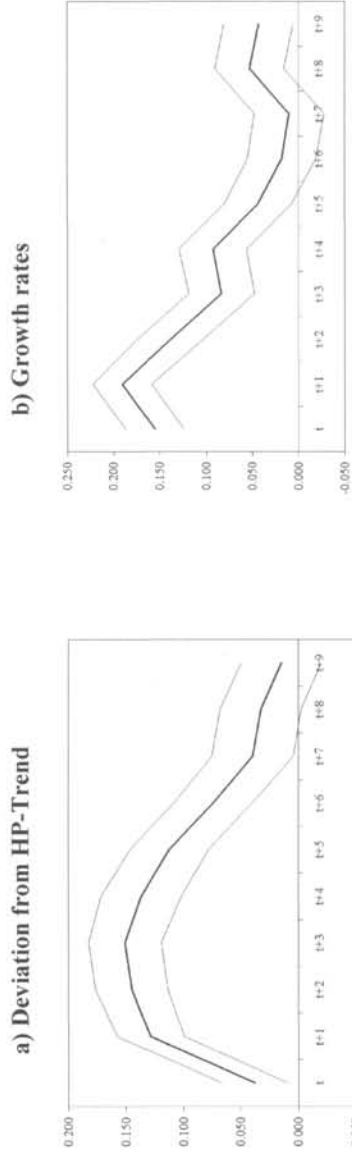 a) Deviation from HP-Trend
0.200
0.150
0.100
0.050
0.000
t
t+1
t+2
t+3
t+4
t+5
t+6
t+7
t+8
t+9
b) Growth rates
0.250
0.200
0.150
0.100
0.050
0.000
-0.050
t
t+1
t+2
t+3
t+4
t+5
t+6
t+7
t+8
t+9